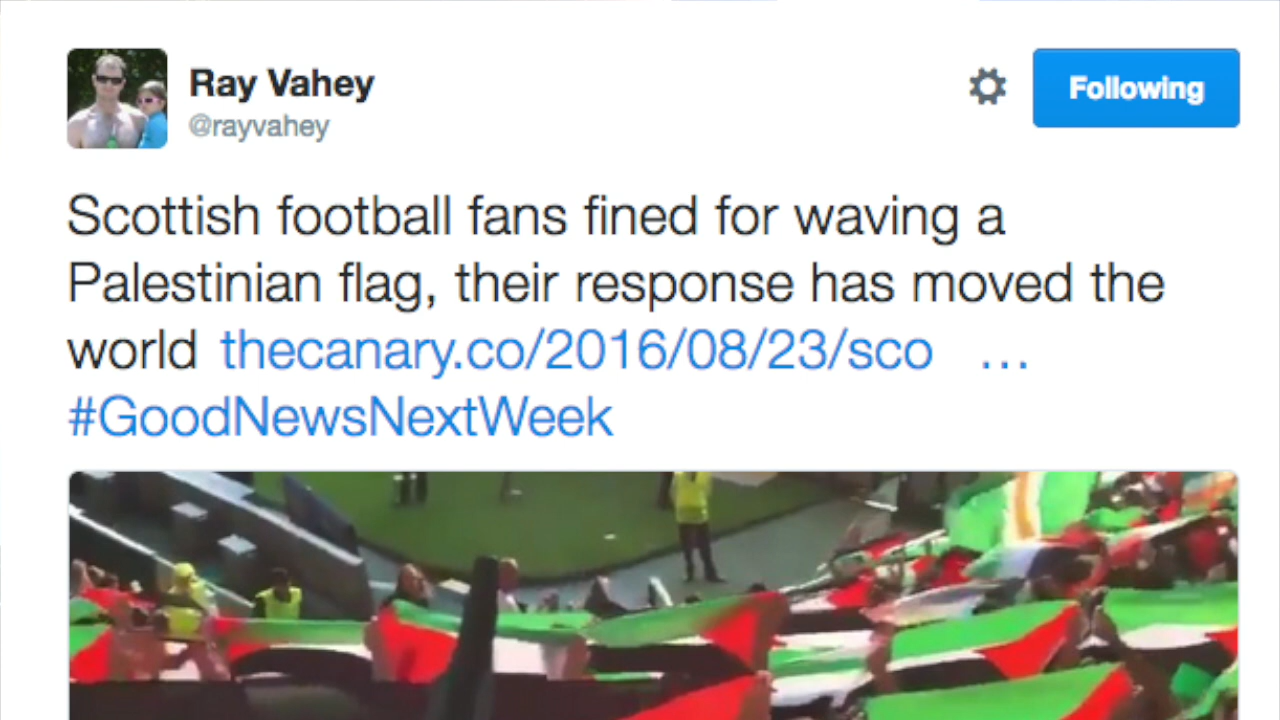 Ray Vahey
@rayvahey
Following
Scottish football fans fined for waving a
Palestinian flag, their response has moved the
world thecanary.co/2016/08/23/sco ...
#GoodNewsNextWeek